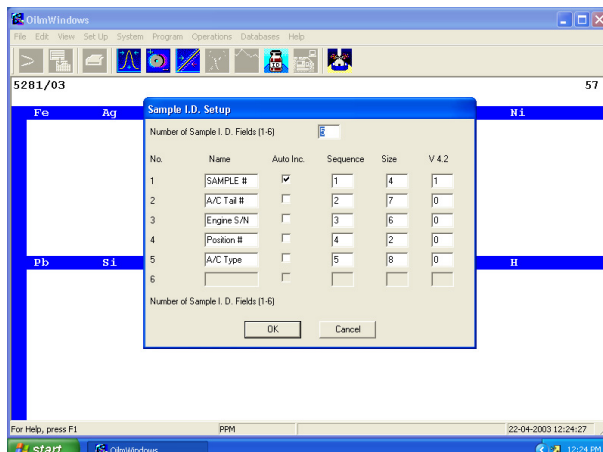 OilmWindows
File Edit View Set Up System Program Operations Databases Help
5281/03 57
Fe Ag Ni
Sample I.D. Setup
Number of Sample I. D. Fields (1-6) 5
No. Name Auto Inc. Sequence Size V 4.2
1 SAMPLE # 1 4 1
2 A/C Tail # 2 7 0
3 Engine S/N 3 6 0
4 Position # 4 2 0
5 A/C Type 5 8 0
6
Pb Si H
Number of Sample I. D. Fields (1-6)
OK Cancel
For Help, press F1 PPM 22-04-2003 12:24:27
start OilmWindows 12:24 PM